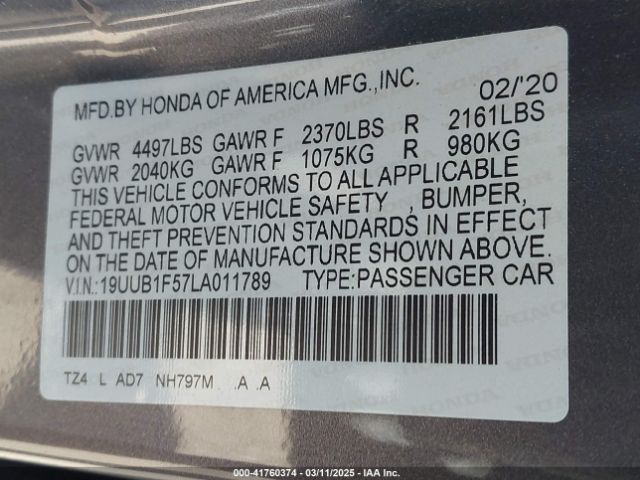 MFD.BY HONDA OF AMERICA MFG.,INC. 02/'20
GVWR 4497LBS GAWR F 2370LBS R 2161LBS
GVWR 2040KG GAWR F 1075KG R 980KG
THIS VEHICLE CONFORMS TO ALL APPLICABLE
FEDERAL MOTOR VEHICLE SAFETY , BUMPER,
AND THEFT PREVENTION STANDARDS IN EFFECT
ON THE DATE OF MANUFACTURE SHOWN ABOVE.
V.I.N.:19UUB1F57LA011789 TYPE:PASSENGER CAR
TZ4 L AD7 NH797M .A .A
000-41760374 | 03/11/2025 | IAA Inc.